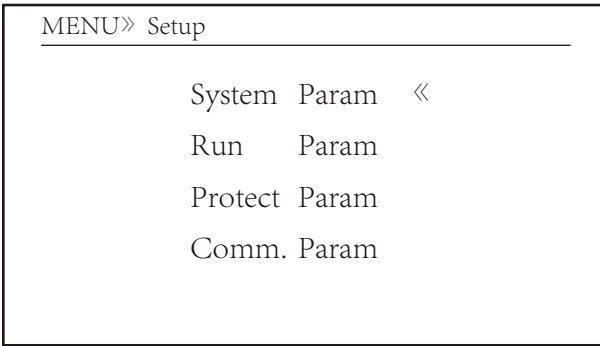 MENU》 Setup
System Param 《
Run Param
Protect Param
Comm. Param